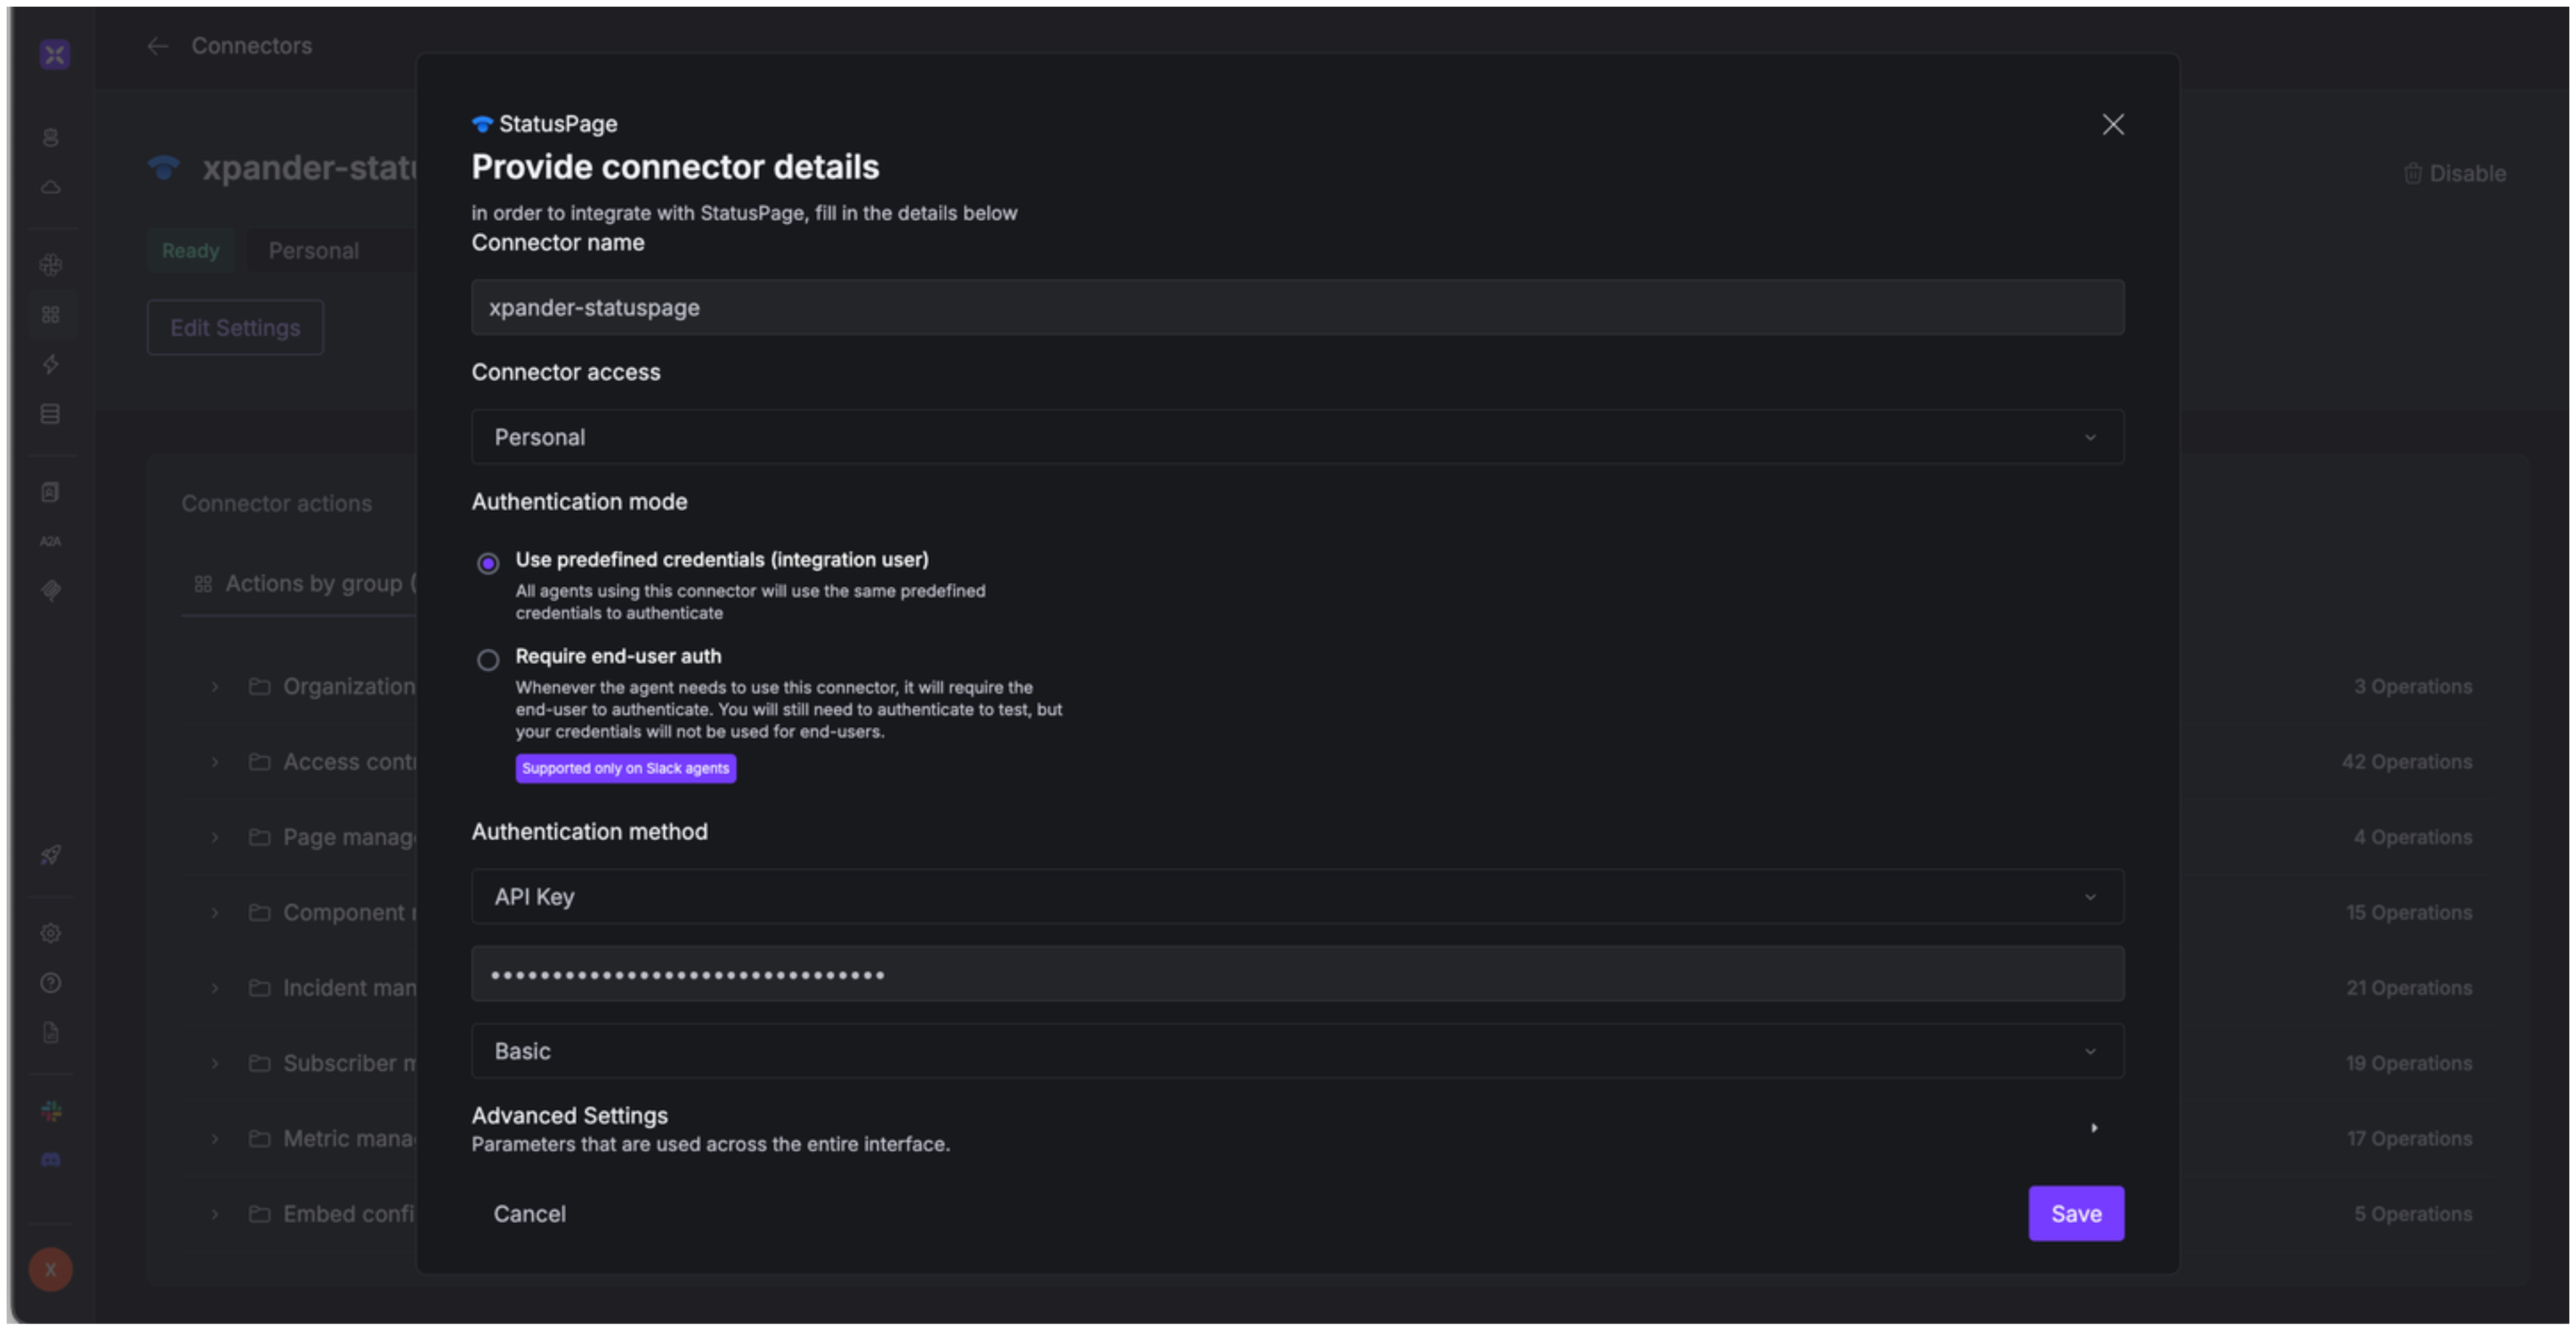 Connectors
xpander-statu
Disable
Ready
Personal
Edit Settings
Connector actions
Actions by group (
Organization
3 Operations
Access contr
42 Operations
Page manag
4 Operations
Component
15 Operations
Incident man
21 Operations
Subscriber m
19 Operations
Metric mana
17 Operations
Embed confi
5 Operations
A2A
X
StatusPage
Provide connector details
in order to integrate with StatusPage, fill in the details below
Connector name
xpander-statuspage
Connector access
Personal
Authentication mode
Use predefined credentials (integration user)
All agents using this connector will use the same predefined
credentials to authenticate
Require end-user auth
Whenever the agent needs to use this connector, it will require the
end-user to authenticate. You will still need to authenticate to test, but
your credentials will not be used for end-users.
Supported only on Slack agents
Authentication method
API Key
••••••••••••••••••••••••••••••••
Basic
Advanced Settings
Parameters that are used across the entire interface.
Cancel
Save